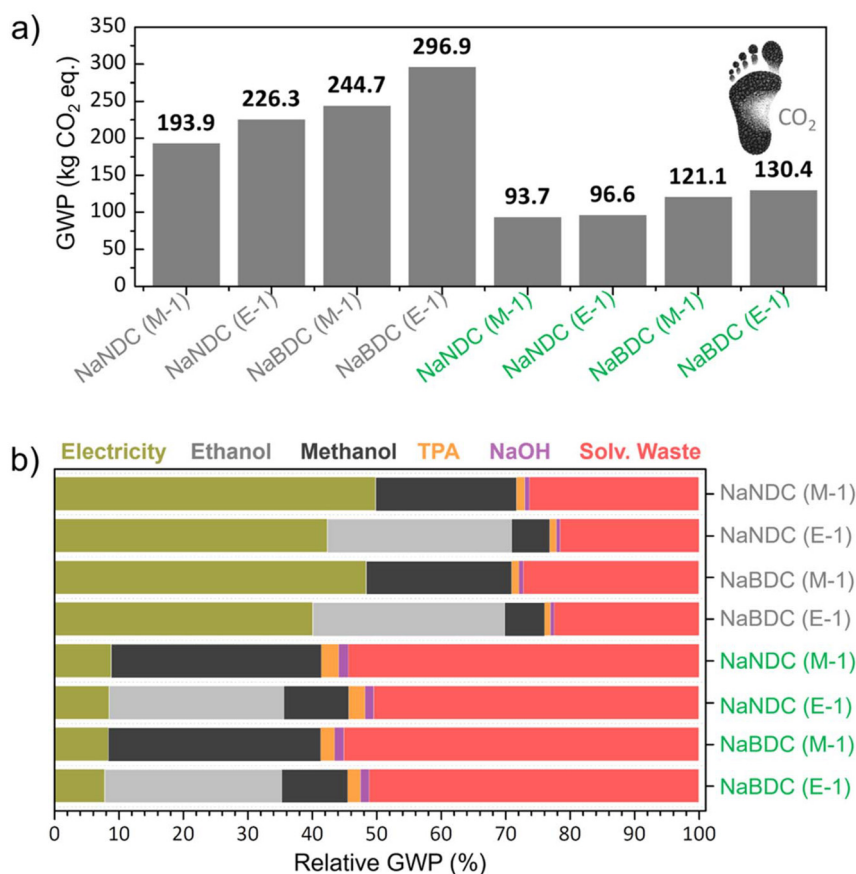 a)
350
300
250
200
150
100
50
0
GWP (kg CO₂ eq.)
193.9
226.3
244.7
296.9
93.7
96.6
121.1
130.4
CO₂
NaNDC (M-1)
NaNDC (E-1)
NaBDC (M-1)
NaBDC (E-1)
NaNDC (M-1)
NaNDC (E-1)
NaBDC (M-1)
NaBDC (E-1)
b)
Electricity Ethanol Methanol TPA NaOH Solv. Waste
NaNDC (M-1)
NaNDC (E-1)
NaBDC (M-1)
NaBDC (E-1)
NaNDC (M-1)
NaNDC (E-1)
NaBDC (M-1)
NaBDC (E-1)
0 10 20 30 40 50 60 70 80 90 100
Relative GWP (%)